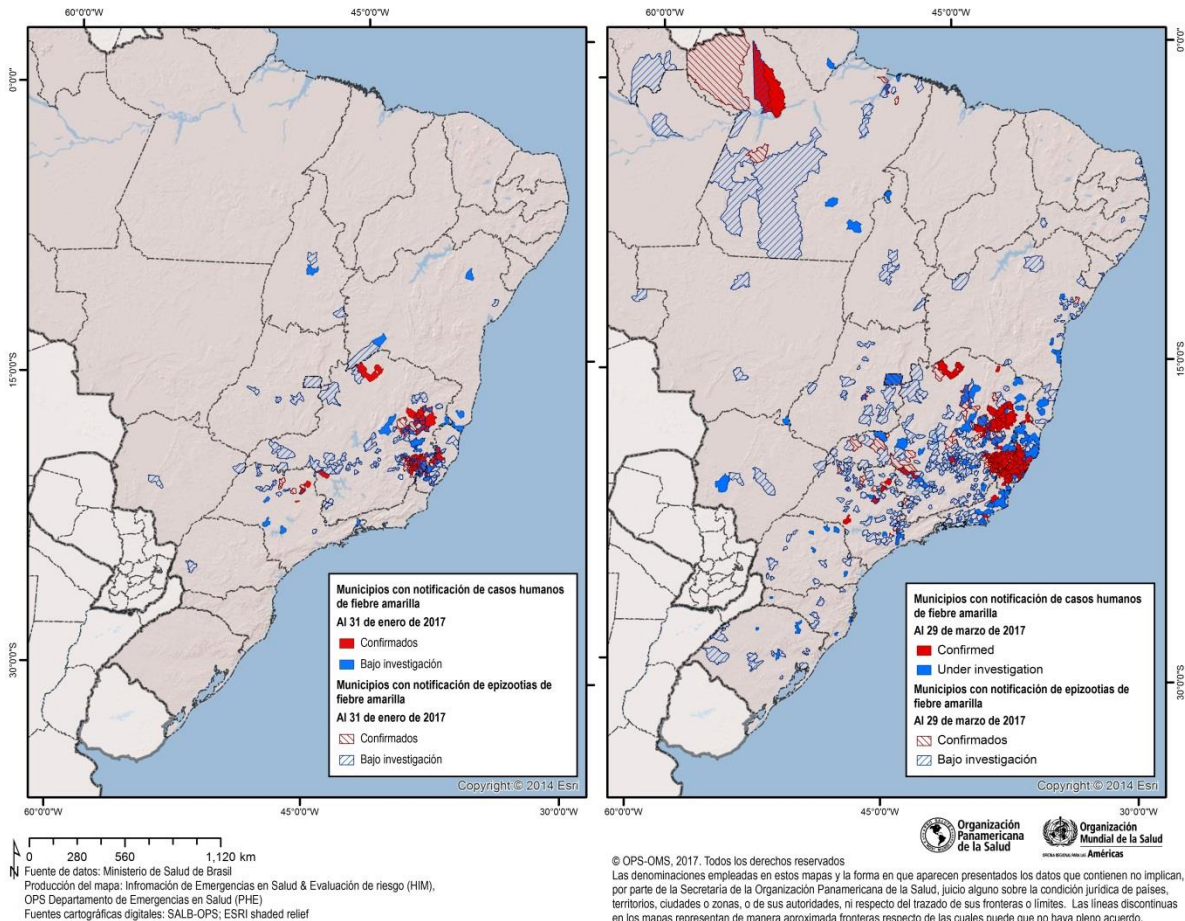 60°0'0"W
45°0'0"W
0°0'0"
15°0'0"S
30°0'0"S
Municipios con notificación de casos humanos
de fiebre amarilla
Al 31 de enero de 2017
Confirmados
Bajo investigación
Municipios con notificación de epizootias de
fiebre amarilla
Al 31 de enero de 2017
Confirmados
Bajo investigación
Copyright © 2014 Esri
60°0'0"W
45°0'0"W
30°0'0"W
60°0'0"W
45°0'0"W
0°0'0"
15°0'0"S
30°0'0"S
Municipios con notificación de casos humanos
de fiebre amarilla
Al 29 de marzo de 2017
Confirmed
Under investigation
Municipios con notificación de epizootias de
fiebre amarilla
Al 29 de marzo de 2017
Confirmados
Bajo investigación
Copyright © 2014 Esri
60°0'0"W
45°0'0"W
30°0'0"W
N
0 280 560 1,120 km
Fuente de datos: Ministerio de Salud de Brasil
Producción del mapa: Infromación de Emergencias en Salud & Evaluación de riesgo (HIM),
OPS Departamento de Emergencias en Salud (PHE)
Fuentes cartográficas digitales: SALB-OPS; ESRI shaded relief
Organización
Panamericana
de la Salud
Organización
Mundial de la Salud
OFICINA REGIONAL PARA LAS Américas
© OPS-OMS, 2017. Todos los derechos reservados
Las denominaciones empleadas en estos mapas y la forma en que aparecen presentados los datos que contienen no implican,
por parte de la Secretaría de la Organización Panamericana de la Salud, juicio alguno sobre la condición jurídica de países,
territorios, ciudades o zonas, o de sus autoridades, ni respecto del trazado de sus fronteras o límites. Las líneas discontinuas
en los mapas representan de manera aproximada fronteras respecto de las cuales puede que no haya pleno acuerdo.